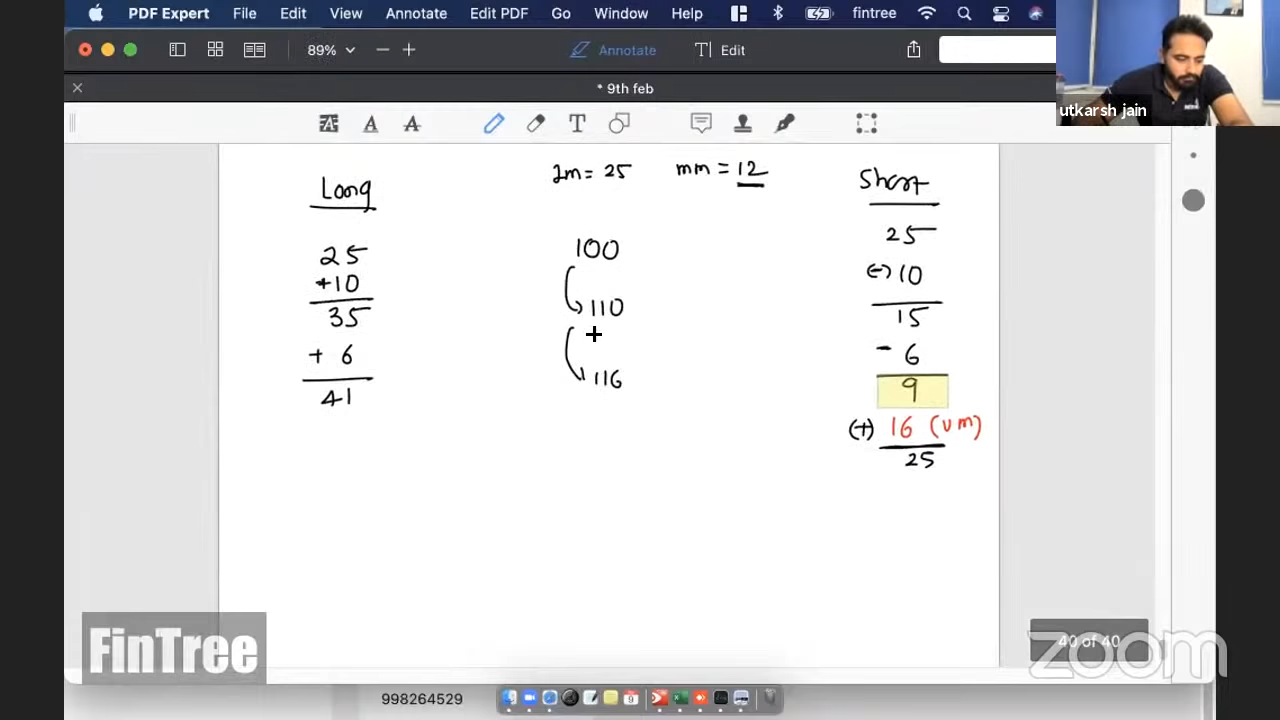 PDF Expert File Edit View Annotate Edit PDF Go Window Help fintree
89% Annotate Edit
* 9th feb
utkarsh jain
Im = 25 mm = 12
Long
25
+10
35
+ 6
41
100
110
116
Short
25
(-) 10
15
- 6
9
(+) 16 (vm)
25
FinTree
40 of 40
zoom
998264529